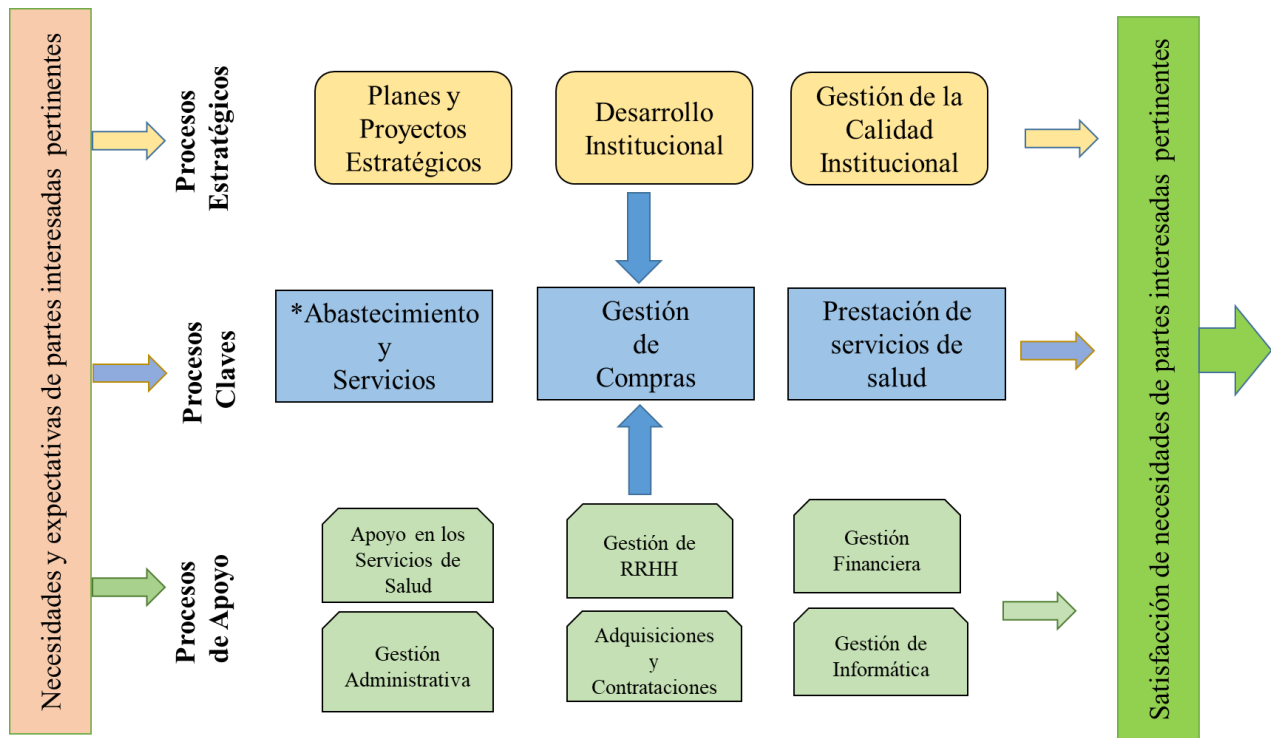 Necesidades y expectativas de partes interesadas pertinentes
Procesos
Estratégicos
Planes y
Proyectos
Estratégicos
Desarrollo
Institucional
Gestión de la
Calidad
Institucional
Procesos
Claves
*Abastecimiento
y
Servicios
Gestión
de
Compras
Prestación de
servicios de
salud
Procesos
de Apoyo
Apoyo en los
Servicios de
Salud
Gestión de
RRHH
Gestión
Financiera
Gestión
Administrativa
Adquisiciones
y
Contrataciones
Gestión de
Informática
Satisfacción de necesidades de partes interesadas pertinentes